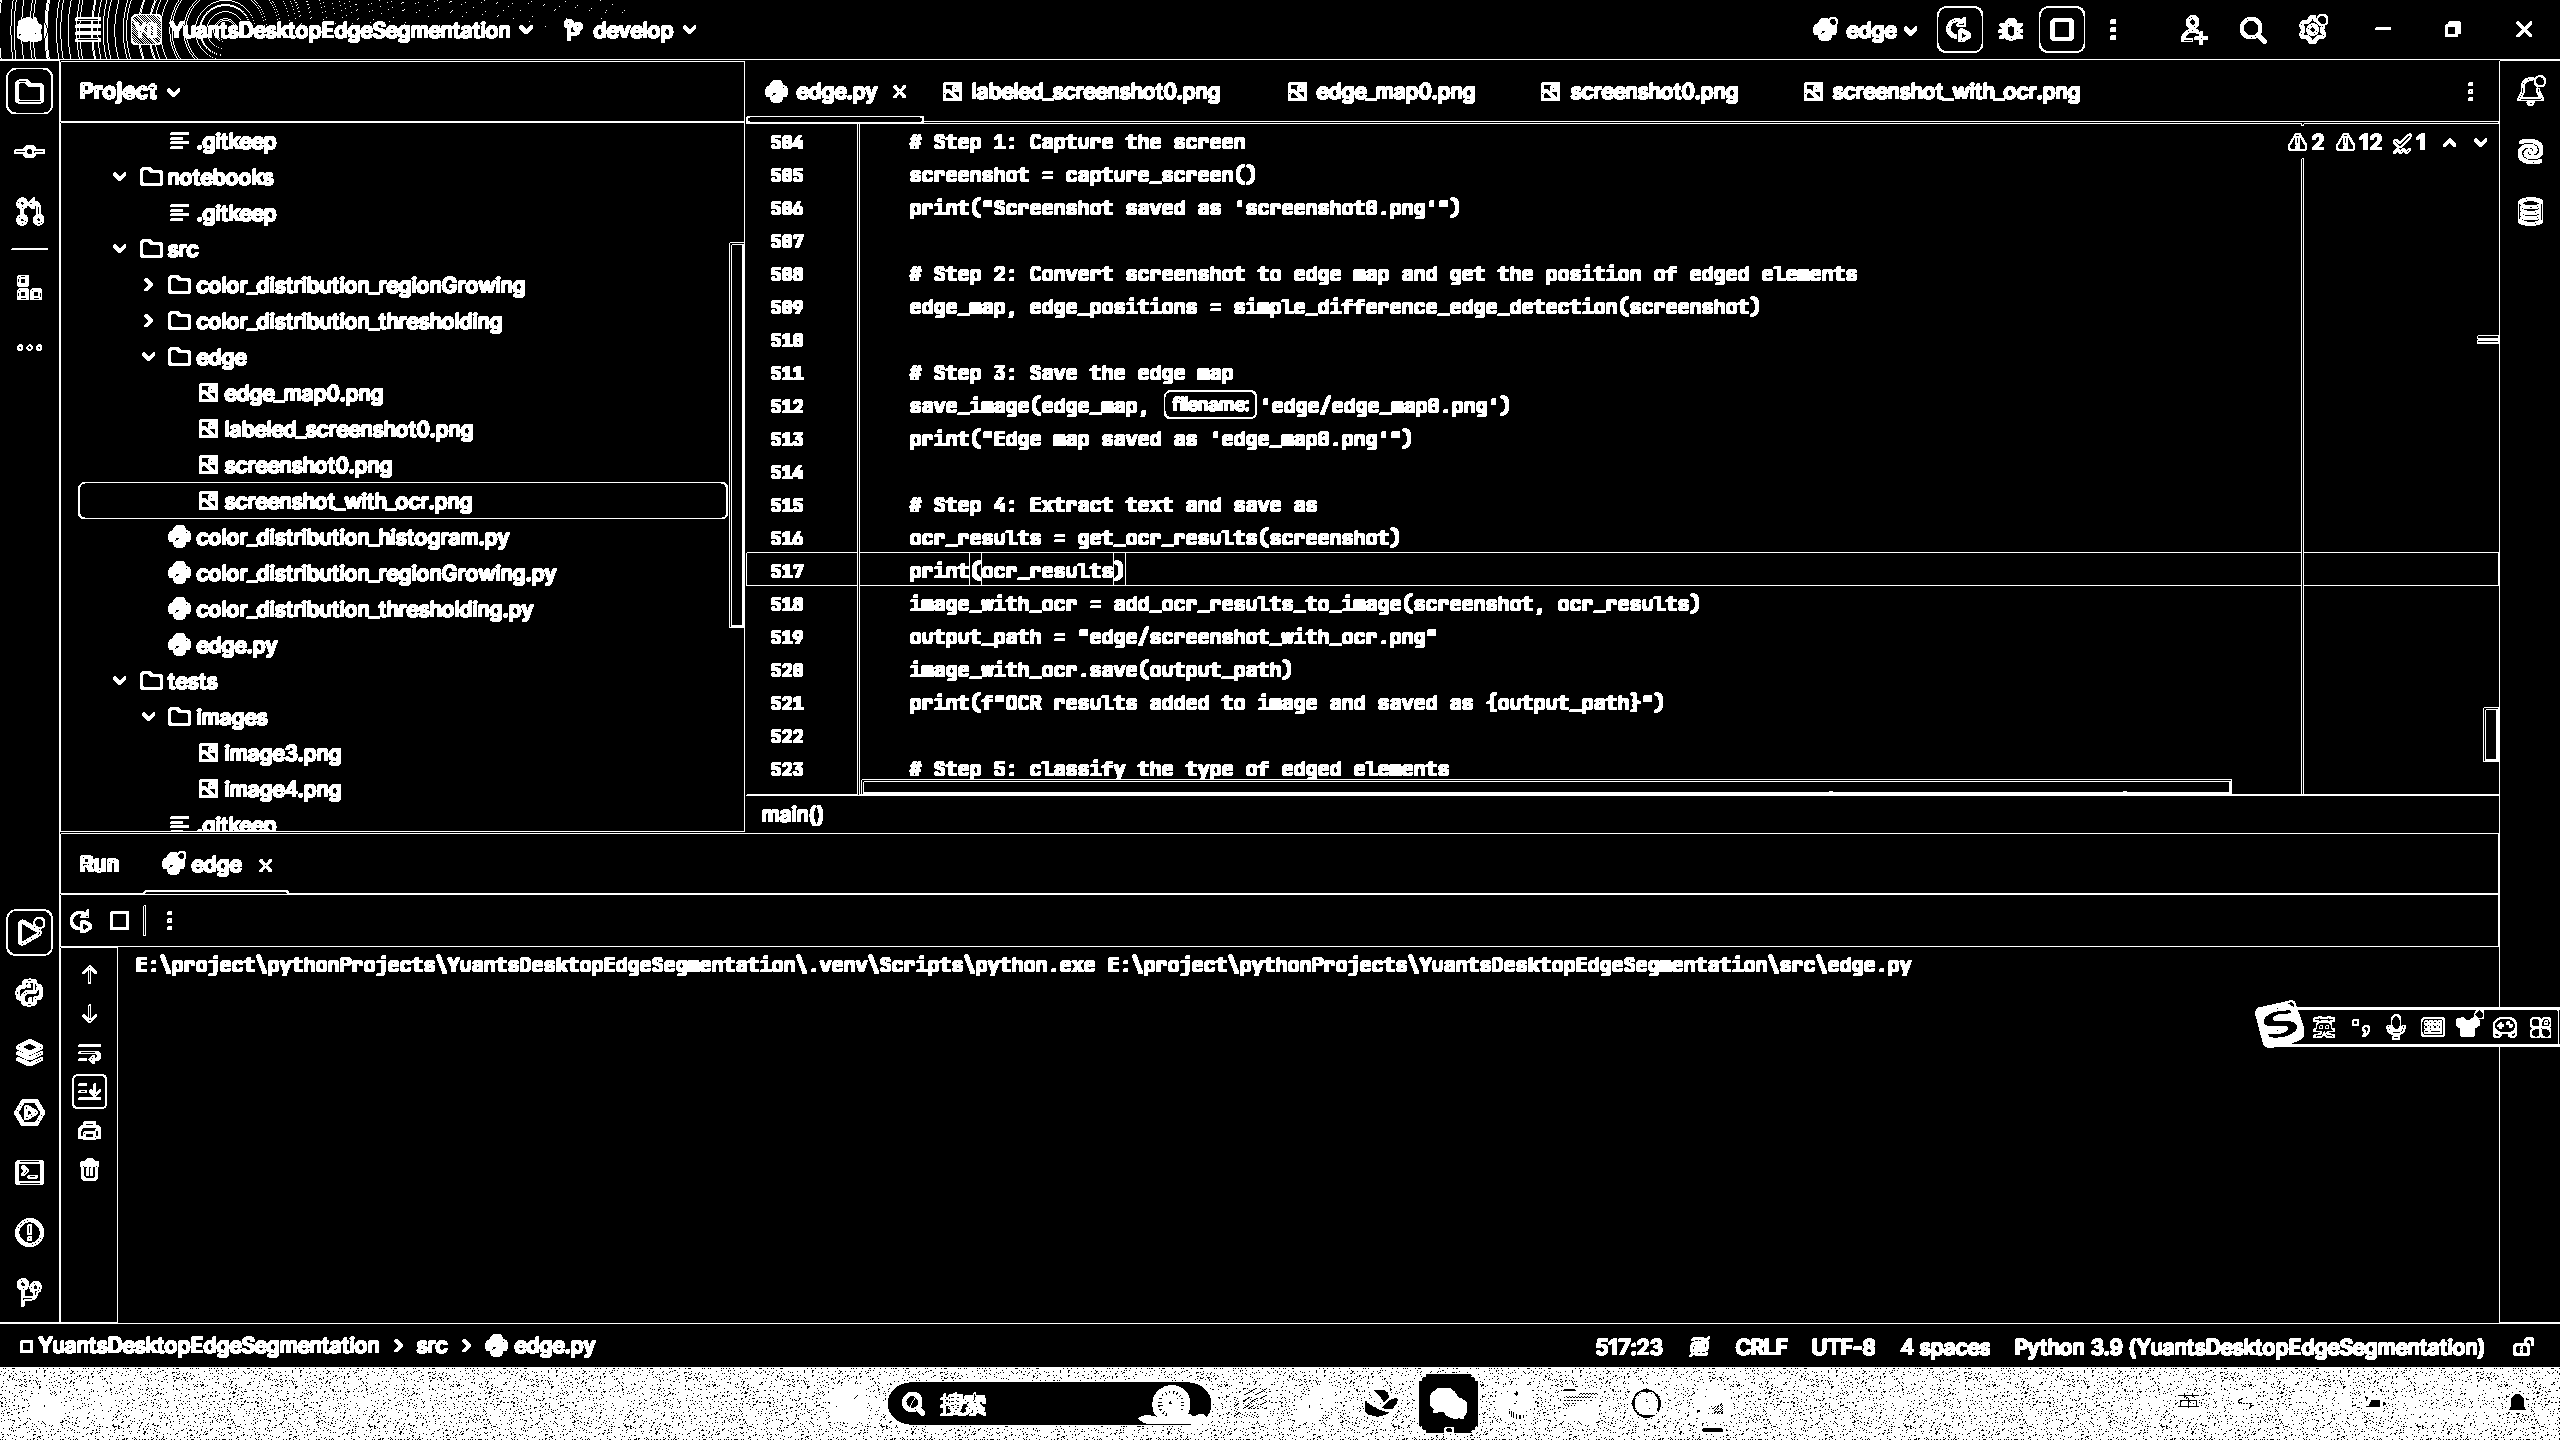 YU YuantsDesktopEdgeSegmentation develop edge
Project
.gitkeep
notebooks
.gitkeep
src
color_distribution_regionGrowing
color_distribution_thresholding
edge
edge_map0.png
labeled_screenshot0.png
screenshot0.png
screenshot_with_ocr.png
color_distribution_histogram.py
color_distribution_regionGrowing.py
color_distribution_thresholding.py
edge.py
tests
images
image3.png
image4.png
.gitkeep
edge.py labeled_screenshot0.png edge_map0.png screenshot0.png screenshot_with_ocr.png
2 12 1
504 # Step 1: Capture the screen
505 screenshot = capture_screen()
506 print("Screenshot saved as 'screenshot0.png'")
507
508 # Step 2: Convert screenshot to edge map and get the position of edged elements
509 edge_map, edge_positions = simple_difference_edge_detection(screenshot)
510
511 # Step 3: Save the edge map
512 save_image(edge_map, filename: 'edge/edge_map0.png')
513 print("Edge map saved as 'edge_map0.png'")
514
515 # Step 4: Extract text and save as
516 ocr_results = get_ocr_results(screenshot)
517 print(ocr_results)
518 image_with_ocr = add_ocr_results_to_image(screenshot, ocr_results)
519 output_path = "edge/screenshot_with_ocr.png"
520 image_with_ocr.save(output_path)
521 print(f"OCR results added to image and saved as {output_path}")
522
523 # Step 5: classify the type of edged elements
main()
Run edge
E:\project\pythonProjects\YuantsDesktopEdgeSegmentation\.venv\Scripts\python.exe E:\project\pythonProjects\YuantsDesktopEdgeSegmentation\src\edge.py
S 英
YuantsDesktopEdgeSegmentation > src > edge.py 517:23 CRLF UTF-8 4 spaces Python 3.9 (YuantsDesktopEdgeSegmentation)
搜索